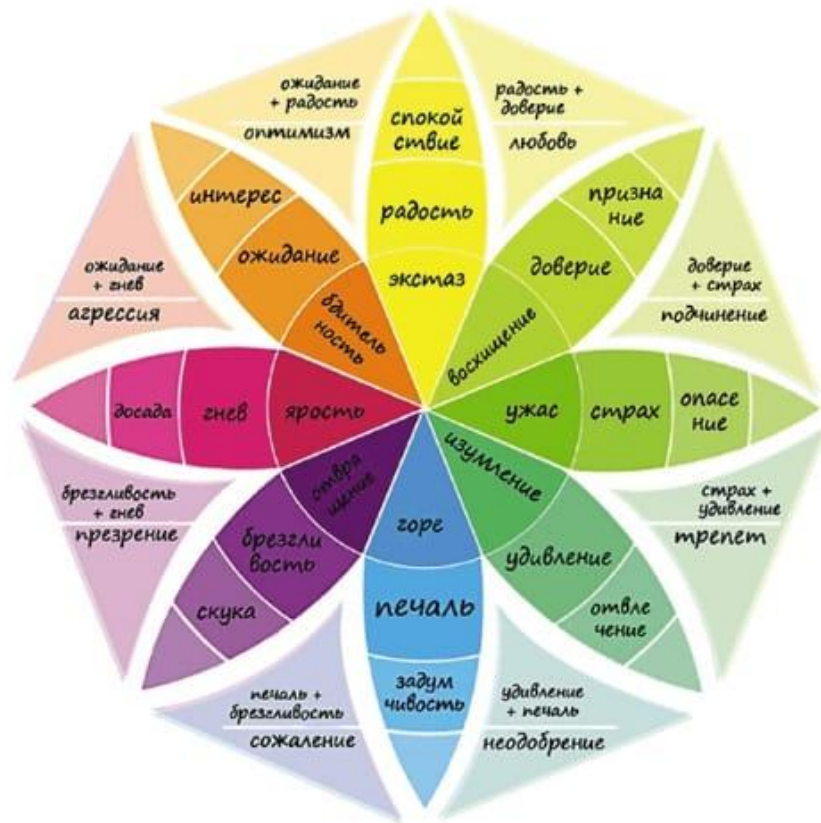 ожидание
+ радость
оптимизм
спокой
ствие
радость
экстаз
радость +
доверие
любовь
интерес
ожидание
бдитель
ность
призна
ние
доверие
восхищение
ожидание
+ гнев
агрессия
доверие
+ страх
подчинение
досада
гнев
ярость
ужас
страх
опасе
ние
брезгливость
+ гнев
презрение
отвра
щение
брезгли
вость
скука
горе
печаль
задум
чивость
изумление
удивление
отвле
чение
страх +
удивление
трепет
печаль +
брезгливость
сожаление
удивление
+ печаль
неодобрение